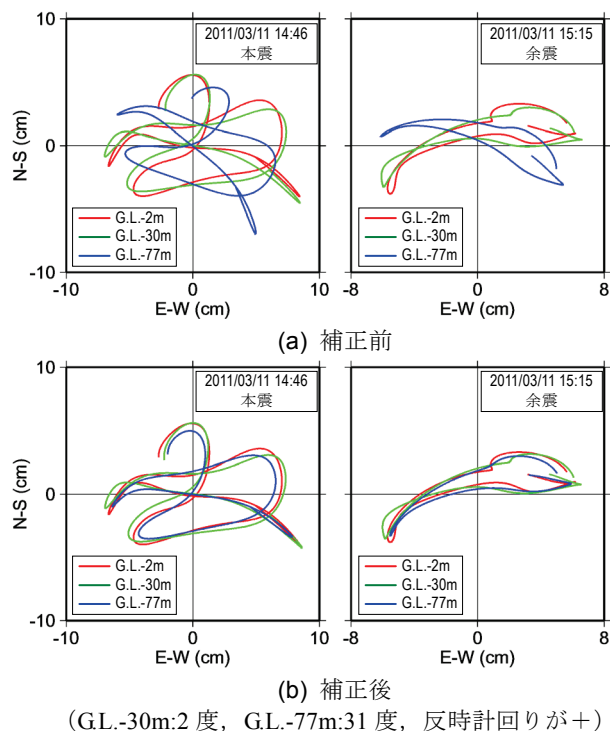 10
0
-10
N-S (cm)
2011/03/11 14:46
本震
G.L.-2m
G.L.-30m
G.L.-77m
-10 0 10
E-W (cm)
2011/03/11 15:15
余震
G.L.-2m
G.L.-30m
G.L.-77m
-8 0 8
E-W (cm)
(a) 補正前
10
0
-10
N-S (cm)
2011/03/11 14:46
本震
G.L.-2m
G.L.-30m
G.L.-77m
-10 0 10
E-W (cm)
2011/03/11 15:15
余震
G.L.-2m
G.L.-30m
G.L.-77m
-8 0 8
E-W (cm)
(b) 補正後
（G.L.-30m:2 度，G.L.-77m:31 度，反時計回りが＋）